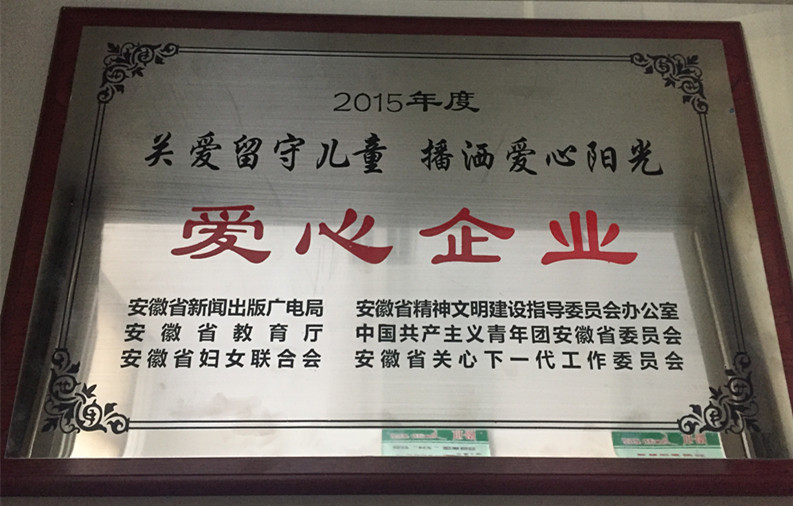 2015年度
关爱留守儿童 播洒爱心阳光
爱心企业
安徽省新闻出版广电局 安徽省精神文明建设指导委员会办公室
安徽省教育厅 中国共产主义青年团安徽省委员会
安徽省妇女联合会 安徽省关心下一代工作委员会